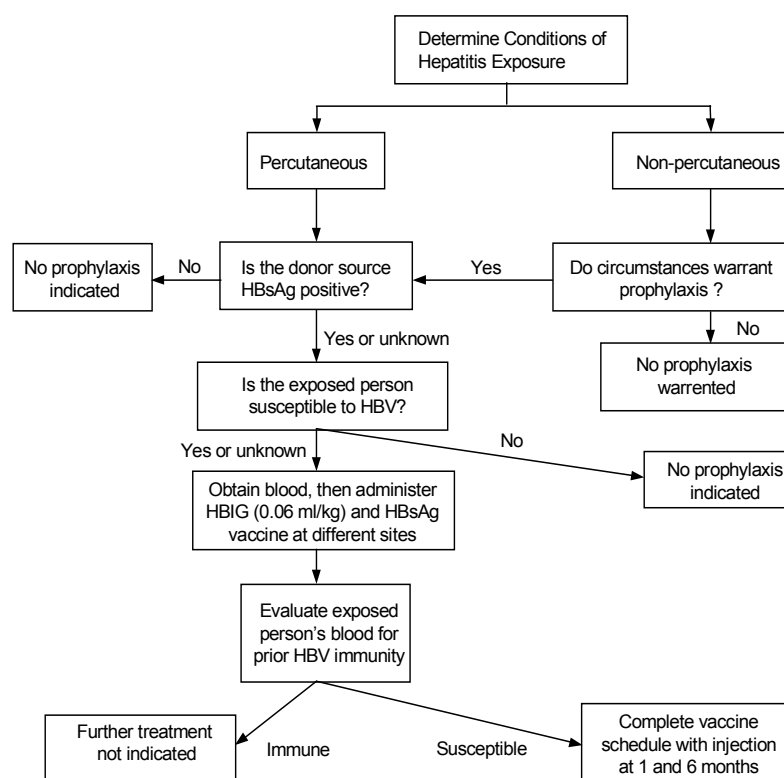 Determine Conditions of
Hepatitis Exposure
Percutaneous
Non-percutaneous
No prophylaxis
indicated
No
Is the donor source
HBsAg positive?
Yes
Do circumstances warrant
prophylaxis ?
Yes or unknown
No
No prophylaxis
warrented
Is the exposed person
susceptible to HBV?
Yes or unknown
No
No prophylaxis
indicated
Obtain blood, then administer
HBIG (0.06 ml/kg) and HBsAg
vaccine at different sites
Evaluate exposed
person's blood for
prior HBV immunity
Further treatment
not indicated
Immune
Susceptible
Complete vaccine
schedule with injection
at 1 and 6 months